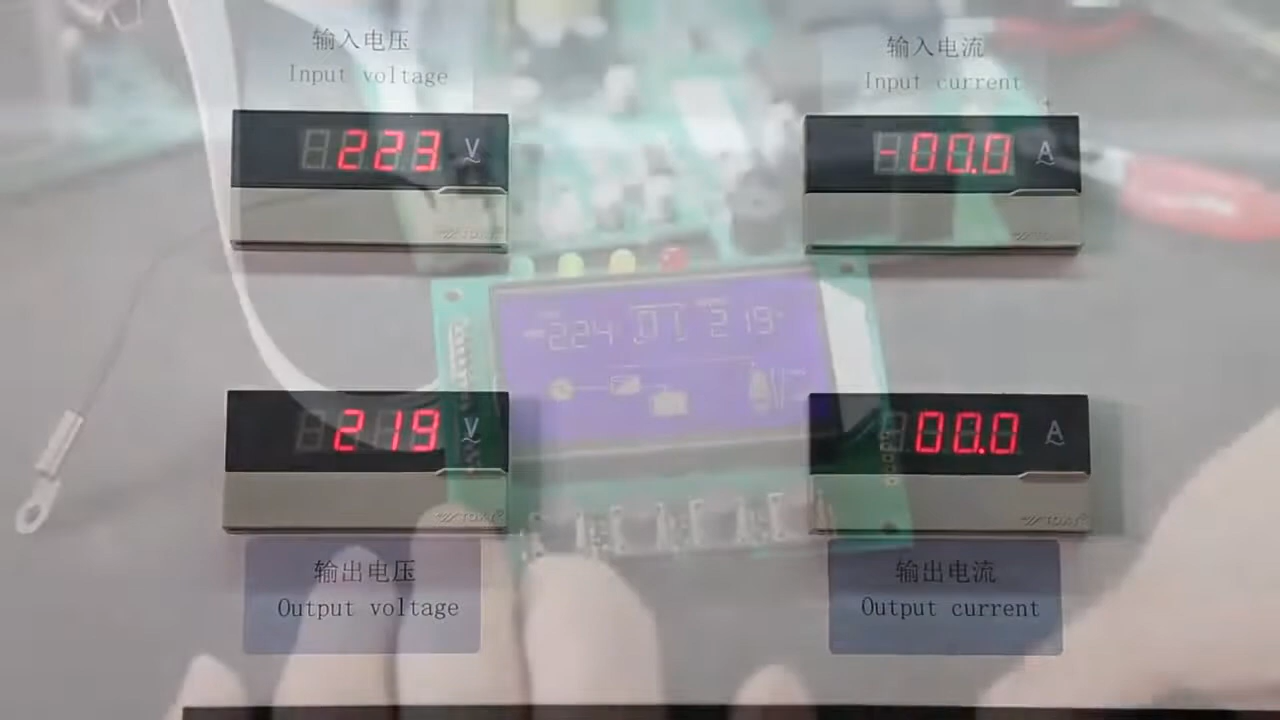 输入电压
Input voltage
输入电流
Input current
223 V
-00.0 A
224 219
219 V
00.0 A
TOKY
输出电压
Output voltage
输出电流
Output current